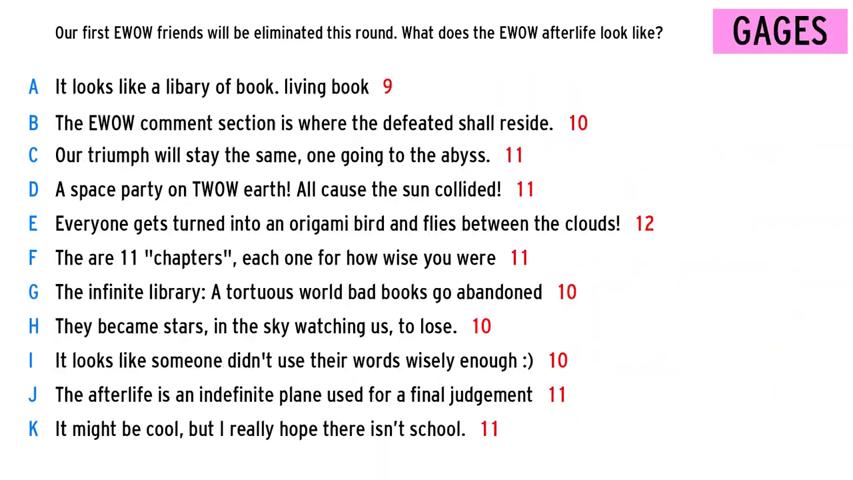 Our first EWOW friends will be eliminated this round. What does the EWOW afterlife look like?
GAGES
A It looks like a libary of book. living book 9
B The EWOW comment section is where the defeated shall reside. 10
C Our triumph will stay the same, one going to the abyss. 11
D A space party on TWOW earth! All cause the sun collided! 11
E Everyone gets turned into an origami bird and flies between the clouds! 12
F The are 11 "chapters", each one for how wise you were 11
G The infinite library: A tortuous world bad books go abandoned 10
H They became stars, in the sky watching us, to lose. 10
I It looks like someone didn't use their words wisely enough :) 10
J The afterlife is an indefinite plane used for a final judgement 11
K It might be cool, but I really hope there isn’t school. 11